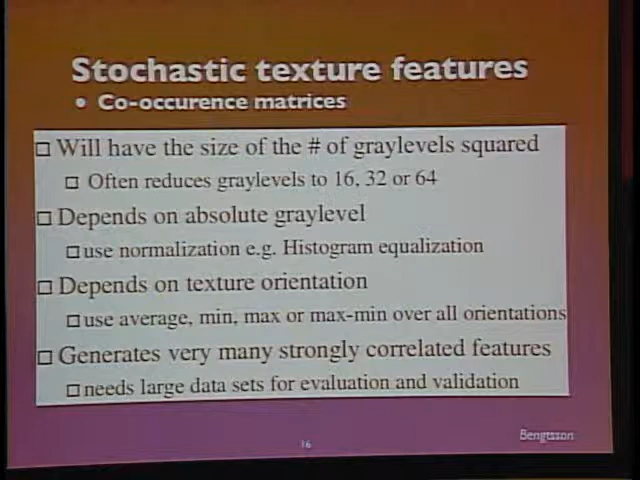 Stochastic texture features
• Co-occurence matrices
□ Will have the size of the # of graylevels squared
□ Often reduces graylevels to 16, 32 or 64
□ Depends on absolute graylevel
□ use normalization e.g. Histogram equalization
□ Depends on texture orientation
□ use average, min, max or max-min over all orientations
□ Generates very many strongly correlated features
□ needs large data sets for evaluation and validation
16
Bengtsson